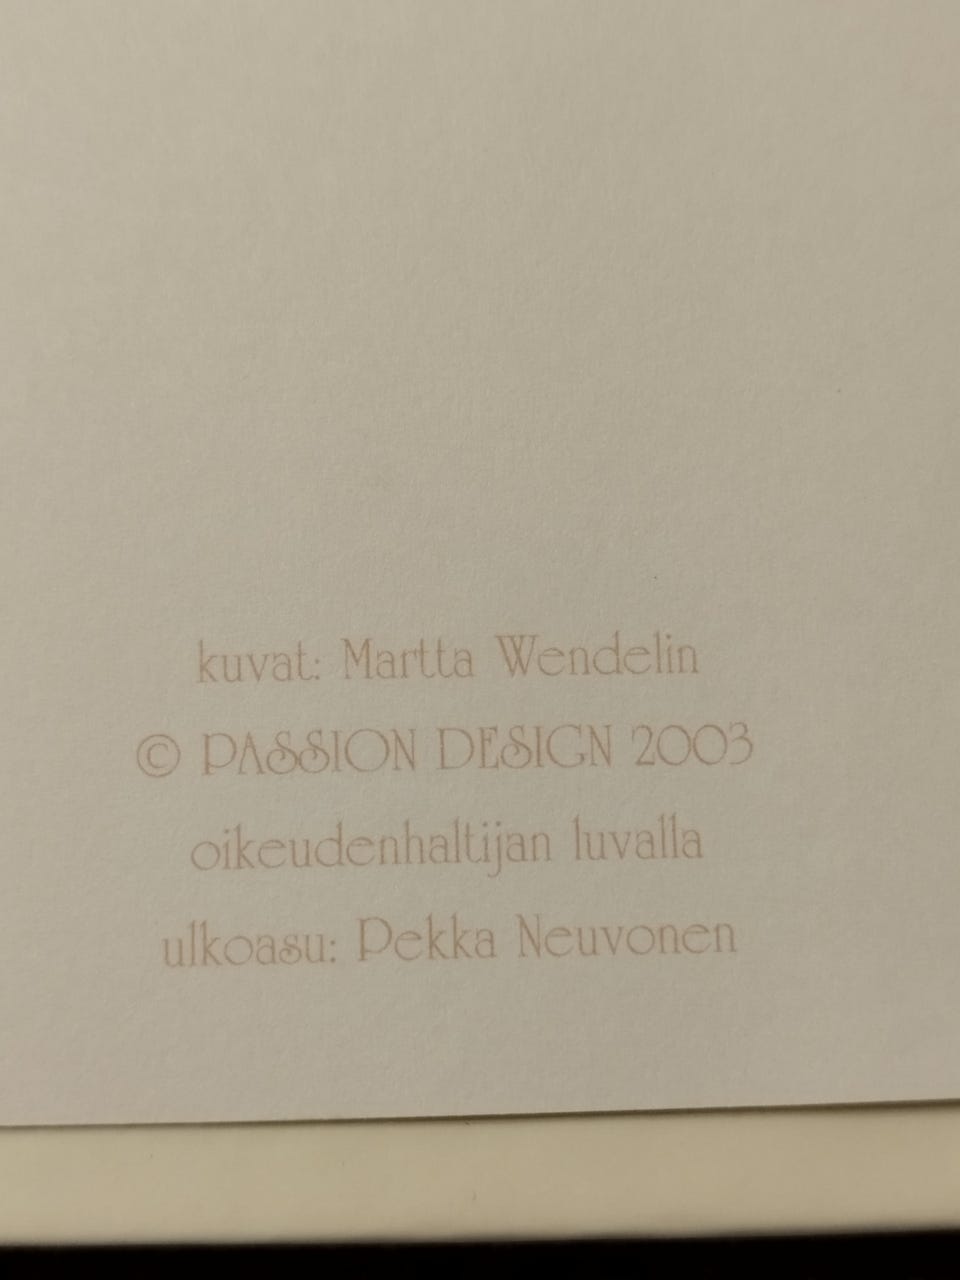 kuvat: Martta Wendelin
© PASSION DESIGN 2003
oikeudenhaltijan luvalla
ulkoasu: Pekka Neuvonen